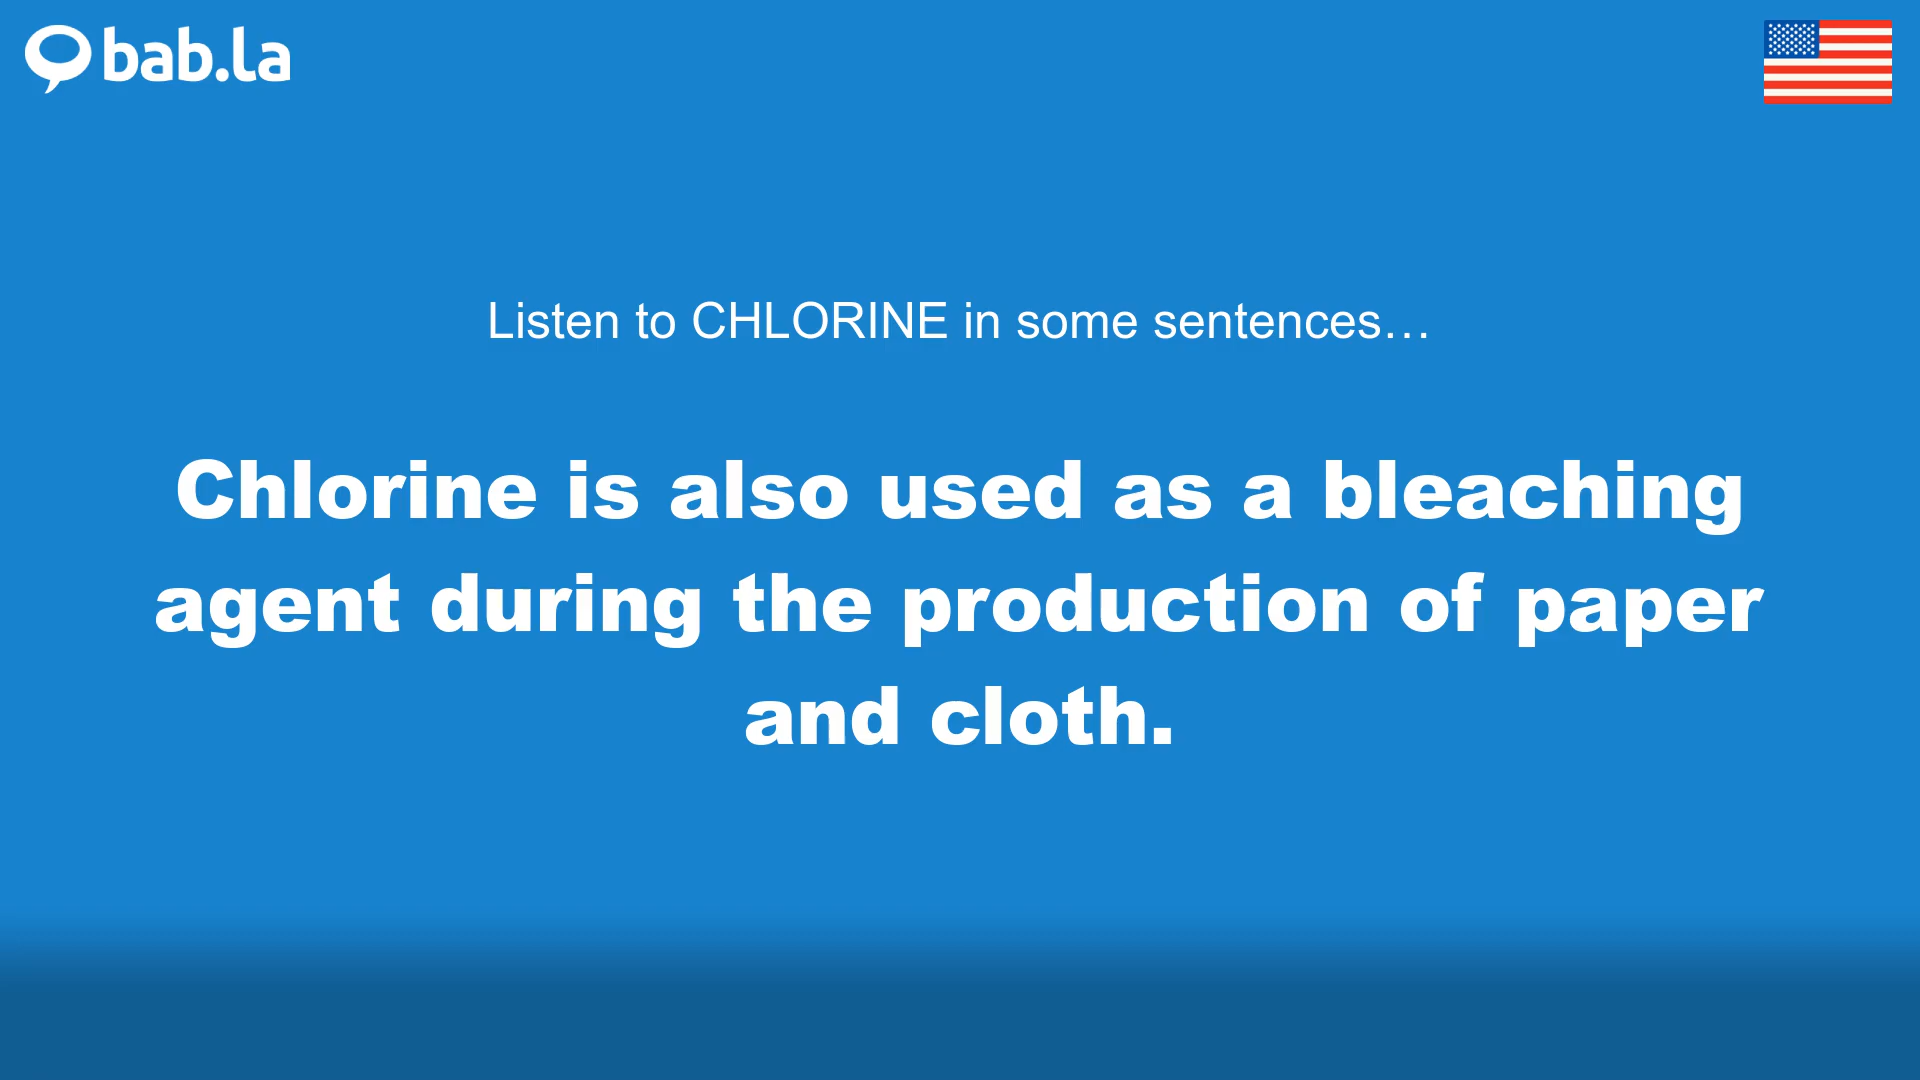 bab.la
Listen to CHLORINE in some sentences…
Chlorine is also used as a bleaching
agent during the production of paper
and cloth.